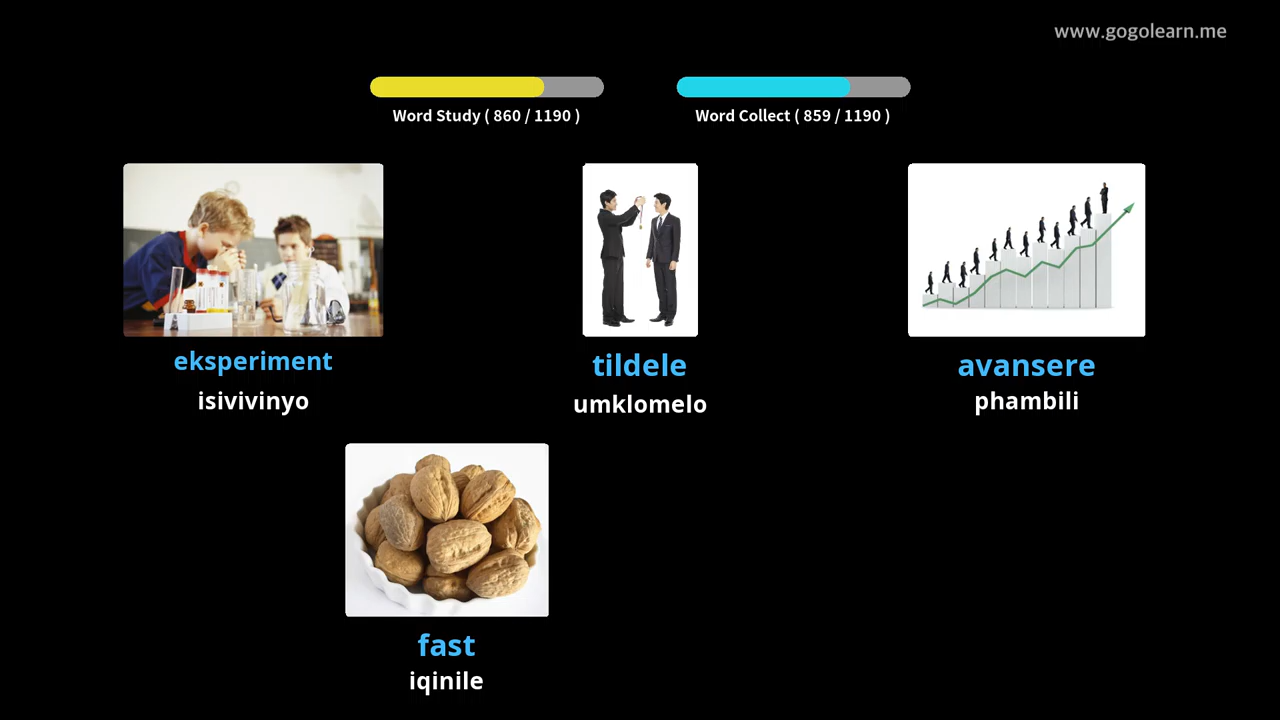 www.gogolearn.me
Word Study ( 860 / 1190 )
Word Collect ( 859 / 1190 )
eksperiment
isivivinyo
tildele
umklomelo
avansere
phambili
fast
iqinile